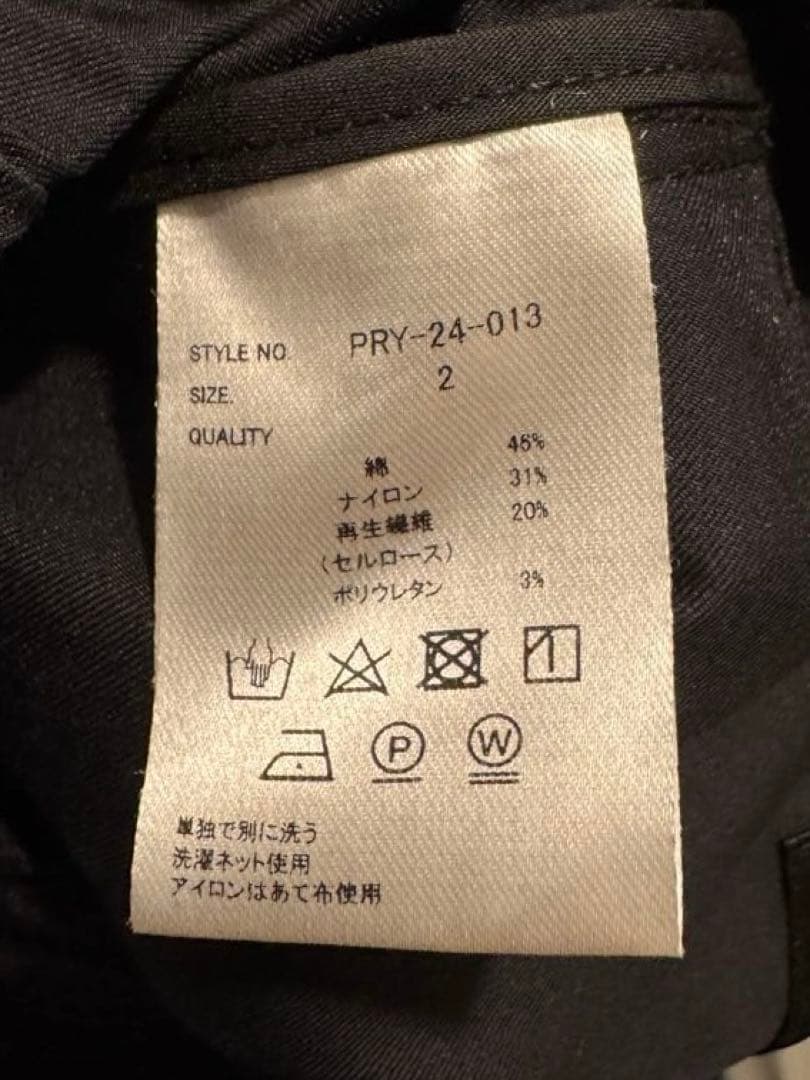 STYLE NO. PRY-24-013
SIZE. 2
QUALITY
綿 46%
ナイロン 31%
再生繊維 20%
(セルロース)
ポリウレタン 3%
P W
単独で別に洗う
洗濯ネット使用
アイロンはあて布使用